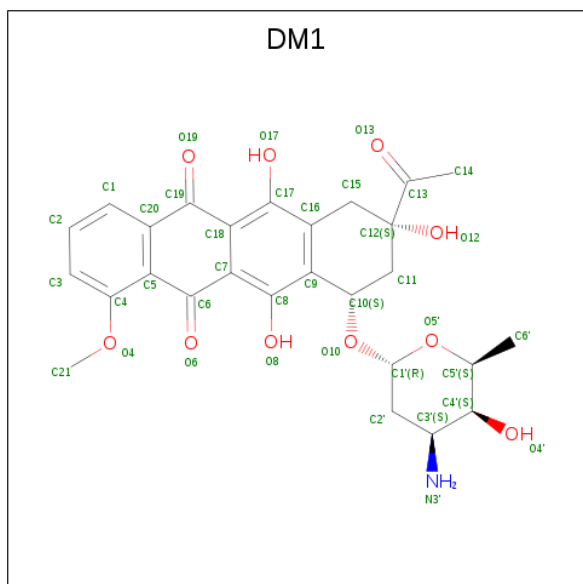 DM1
O19
O17
O13
O
HO
O
C14
C1
C19
C17
C15
C13
C2
C20
C16
C12(S)
OH
C18
O12
C3
C5
C7
C9
C11
C4
C6
C8
C10(S)
O5'
C6'
O
O
OH
O
O
C21
O4
O6
O8
O10
C1'(R)
C5'(S)
C4'(S)
C2'
C3'(S)
OH
O4'
NH2
N3'